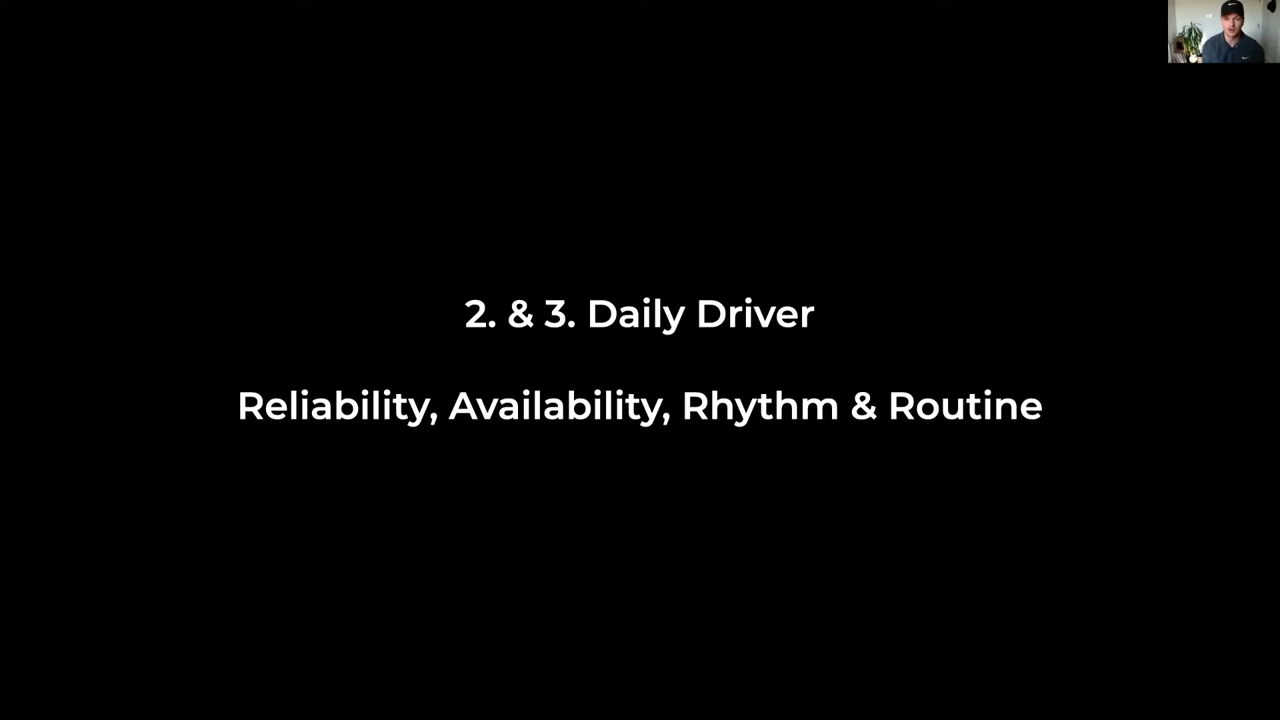 2. & 3. Daily Driver
Reliability, Availability, Rhythm & Routine